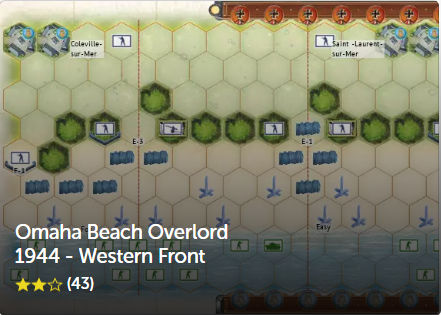 Coleville-
sur-Mer
Saint -Laurent-
sur-Mer
E-3
E-1
F-1
Easy
Omaha Beach Overlord
1944 - Western Front
(43)